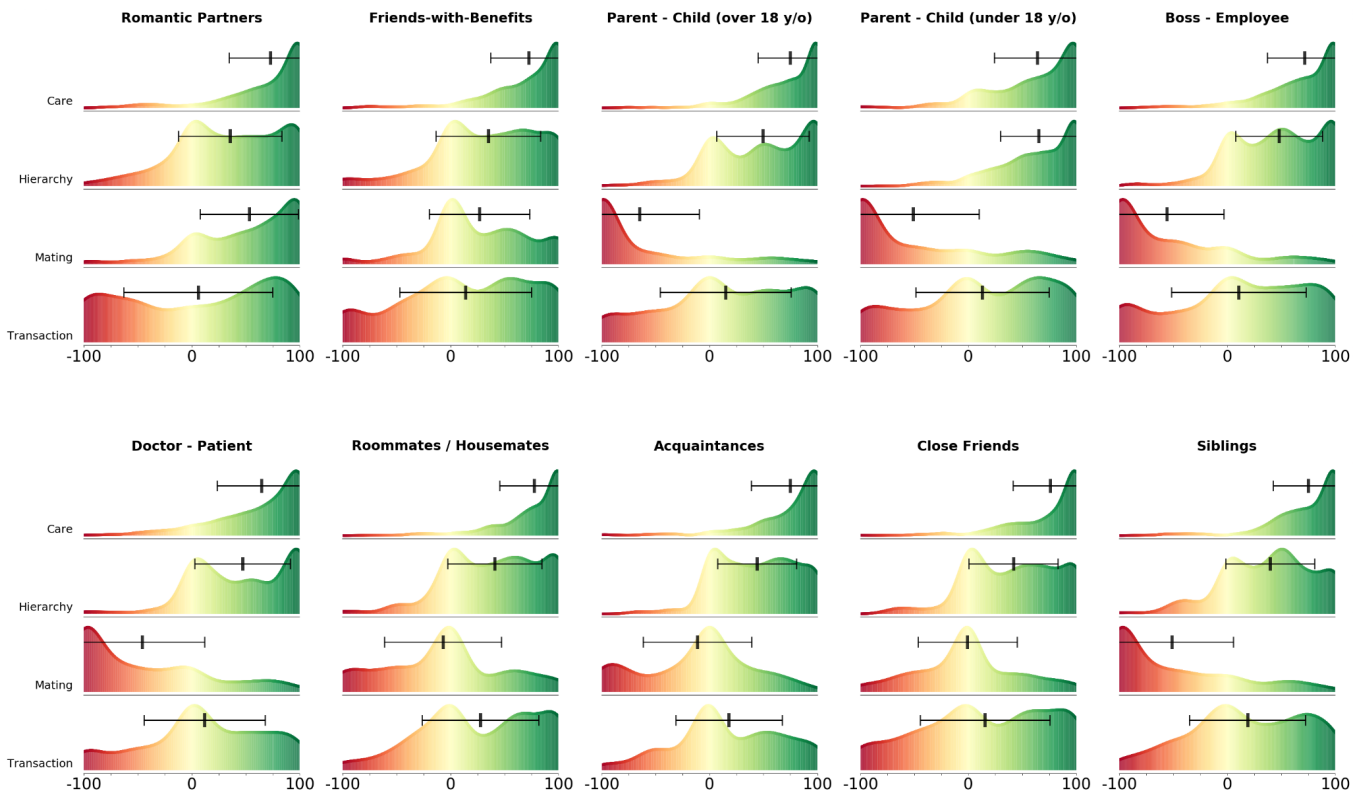 Romantic Partners Friends-with-Benefits Parent - Child (over 18 y/o) Parent - Child (under 18 y/o) Boss - Employee
Care
Hierarchy
Mating
Transaction
-100 0 100 -100 0 100 -100 0 100 -100 0 100 -100 0 100
Doctor - Patient Roommates / Housemates Acquaintances Close Friends Siblings
Care
Hierarchy
Mating
Transaction
-100 0 100 -100 0 100 -100 0 100 -100 0 100 -100 0 100